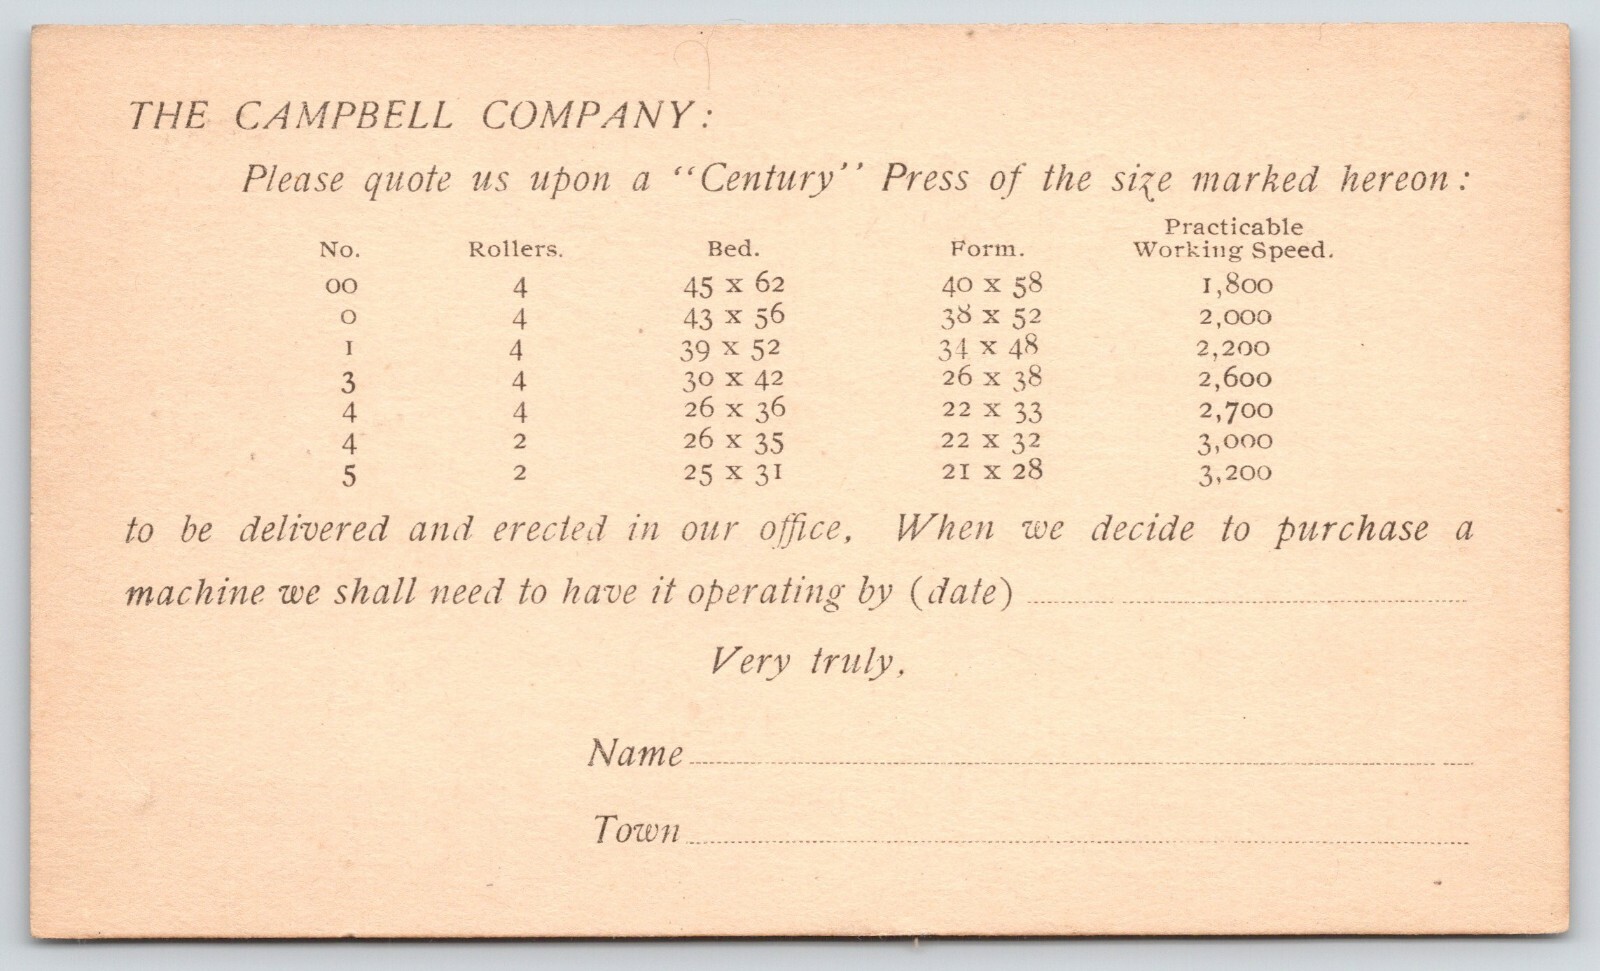 THE CAMPBELL COMPANY:
Please quote us upon a “Century” Press of the size marked hereon:
No. Rollers. Bed. Form. Practicable Working Speed.
00 4 45 x 62 40 x 58 1,800
0 4 43 x 56 38 x 52 2,000
1 4 39 x 52 34 x 48 2,200
3 4 30 x 42 26 x 38 2,600
4 4 26 x 36 22 x 33 2,700
4 2 26 x 35 22 x 32 3,000
5 2 25 x 31 21 x 28 3,200
to be delivered and erected in our office. When we decide to purchase a
machine we shall need to have it operating by (date)
Very truly,
Name
Town